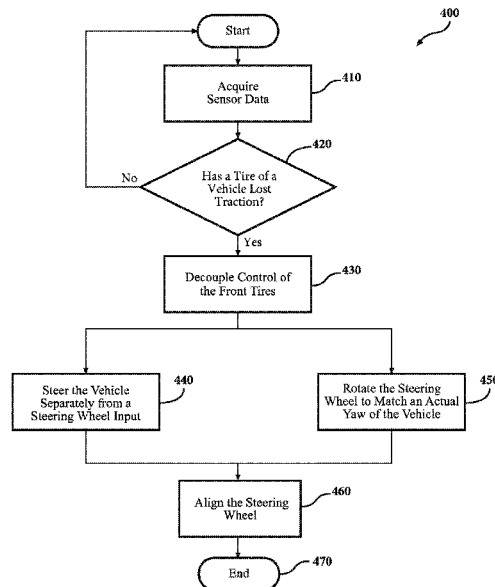 400
Start
Acquire
Sensor Data
410
420
Has a Tire of a
Vehicle Lost
Traction?
No
Yes
Decouple Control of
the Front Tires
430
Steer the Vehicle
Separately from a
Steering Wheel Input
440
Rotate the Steering
Wheel to Match an Actual
Yaw of the Vehicle
450
Align the Steering
Wheel
460
End
470